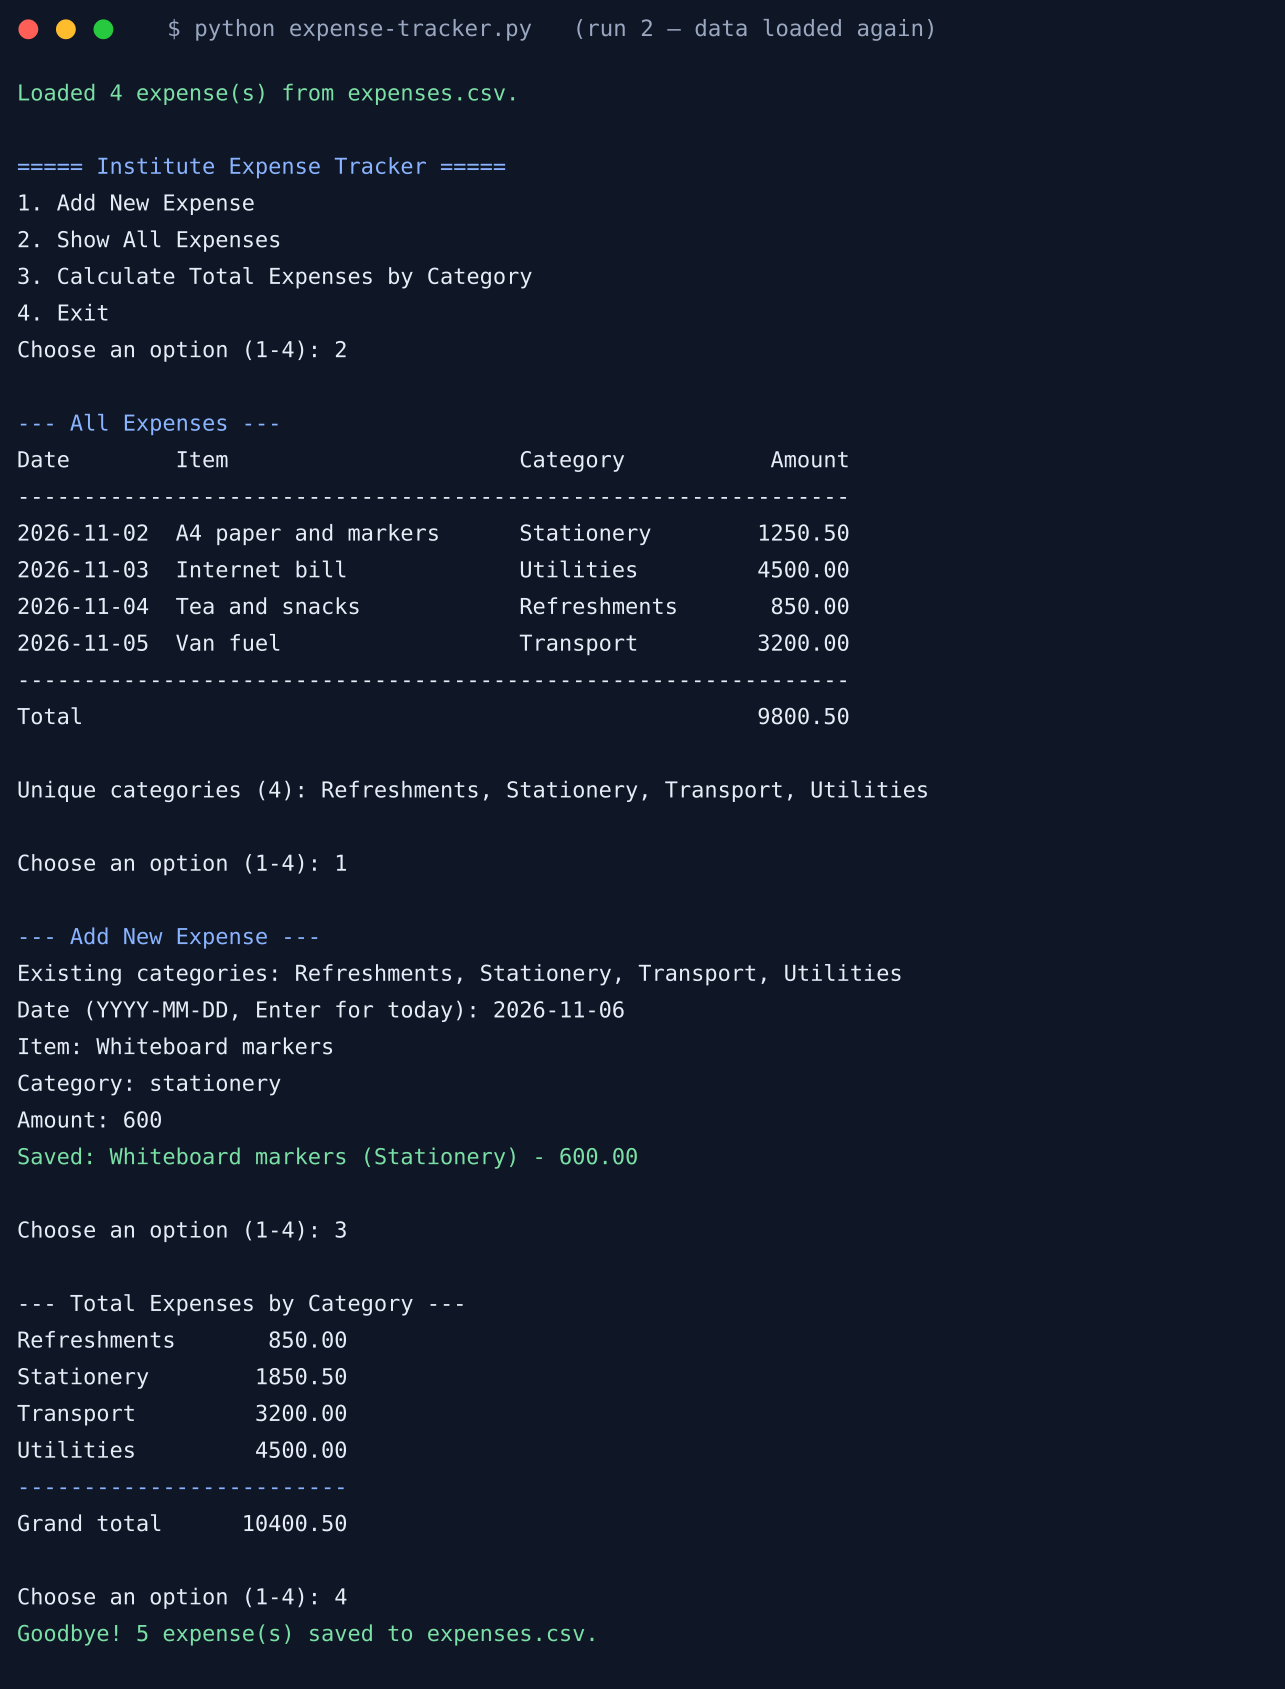 $ python expense-tracker.py   (run 2 — data loaded again)
Loaded 4 expense(s) from expenses.csv.
===== Institute Expense Tracker =====
1. Add New Expense
2. Show All Expenses
3. Calculate Total Expenses by Category
4. Exit
Choose an option (1-4): 2
--- All Expenses ---
Date        Item                      Category           Amount
---------------------------------------------------------------
2026-11-02  A4 paper and markers      Stationery        1250.50
2026-11-03  Internet bill             Utilities         4500.00
2026-11-04  Tea and snacks            Refreshments       850.00
2026-11-05  Van fuel                  Transport         3200.00
---------------------------------------------------------------
Total                                                   9800.50
Unique categories (4): Refreshments, Stationery, Transport, Utilities
Choose an option (1-4): 1
--- Add New Expense ---
Existing categories: Refreshments, Stationery, Transport, Utilities
Date (YYYY-MM-DD, Enter for today): 2026-11-06
Item: Whiteboard markers
Category: stationery
Amount: 600
Saved: Whiteboard markers (Stationery) - 600.00
Choose an option (1-4): 3
--- Total Expenses by Category ---
Refreshments       850.00
Stationery        1850.50
Transport         3200.00
Utilities         4500.00
-------------------------
Grand total      10400.50
Choose an option (1-4): 4
Goodbye! 5 expense(s) saved to expenses.csv.